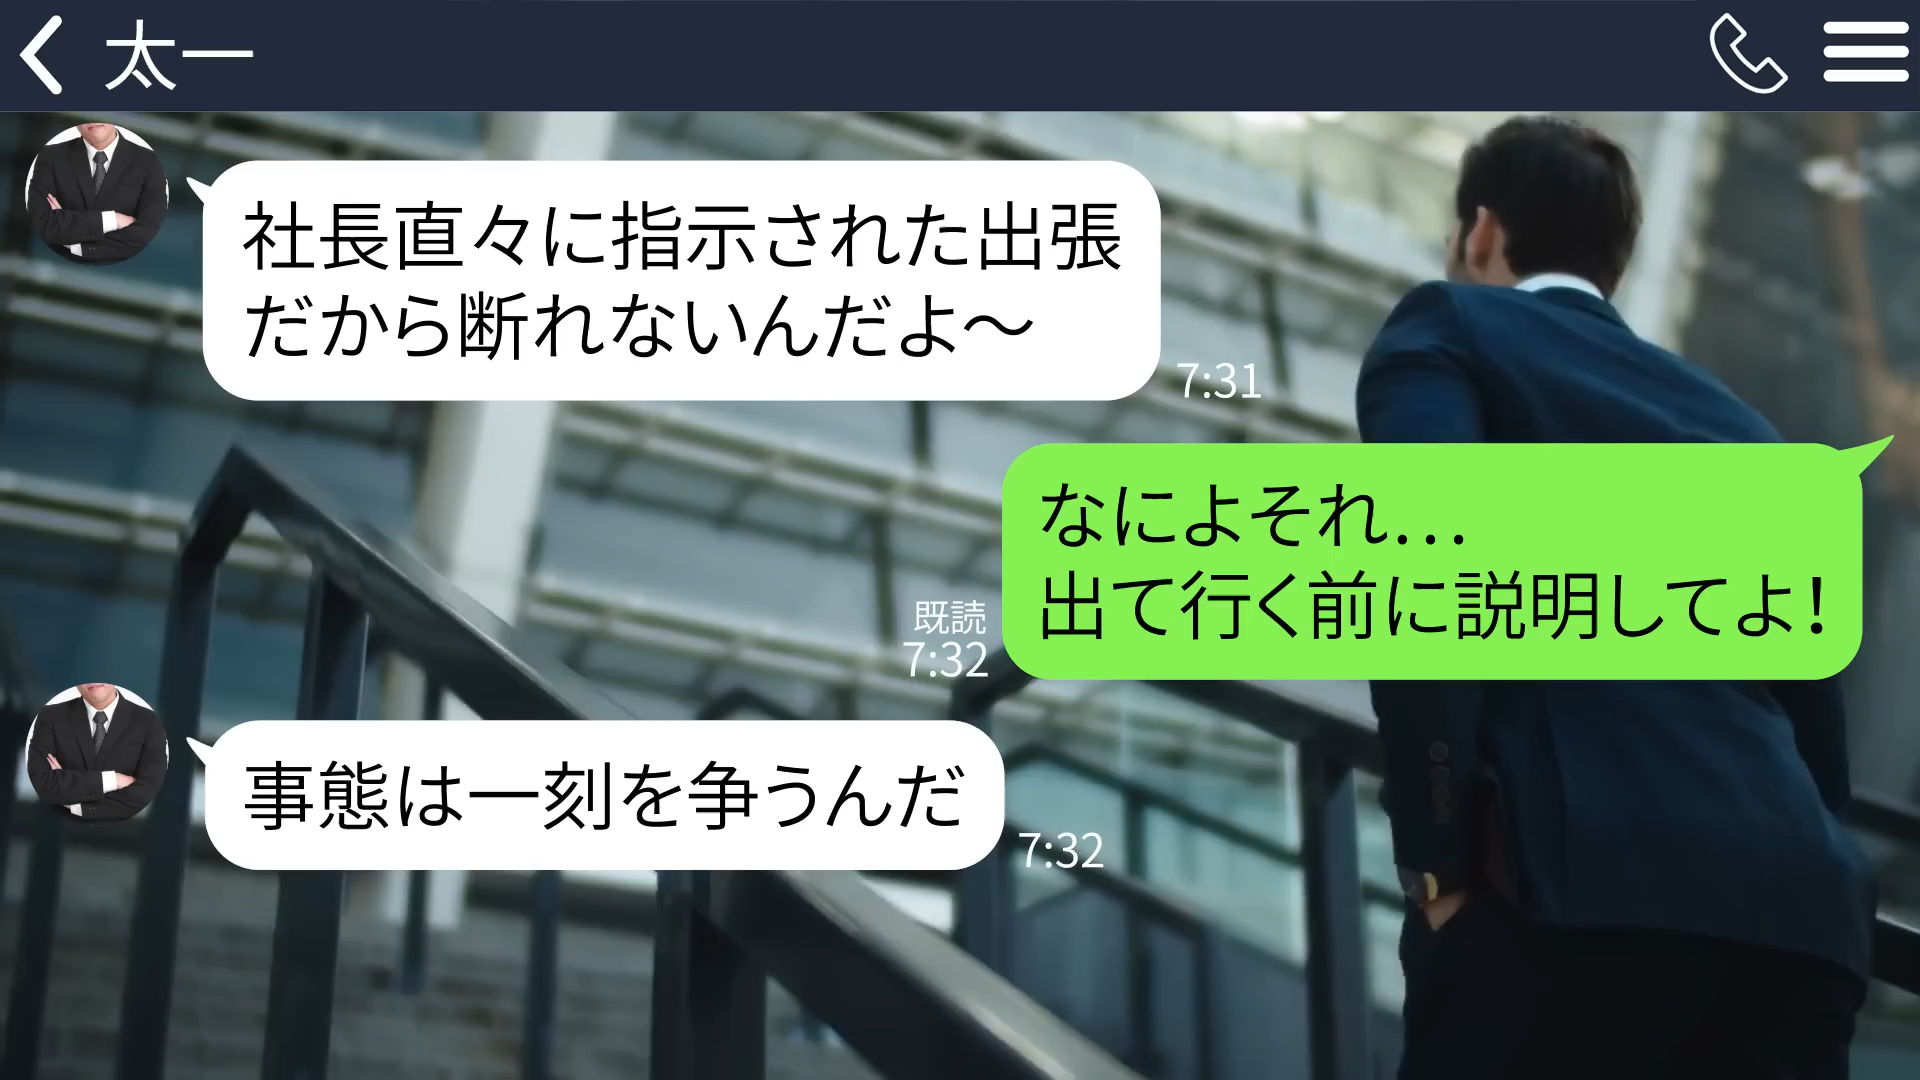 太一
社長直々に指示された出張
だから断れないんだよ～
7:31
なによそれ…
出て行く前に説明してよ！
既読
7:32
事態は一刻を争うんだ
7:32